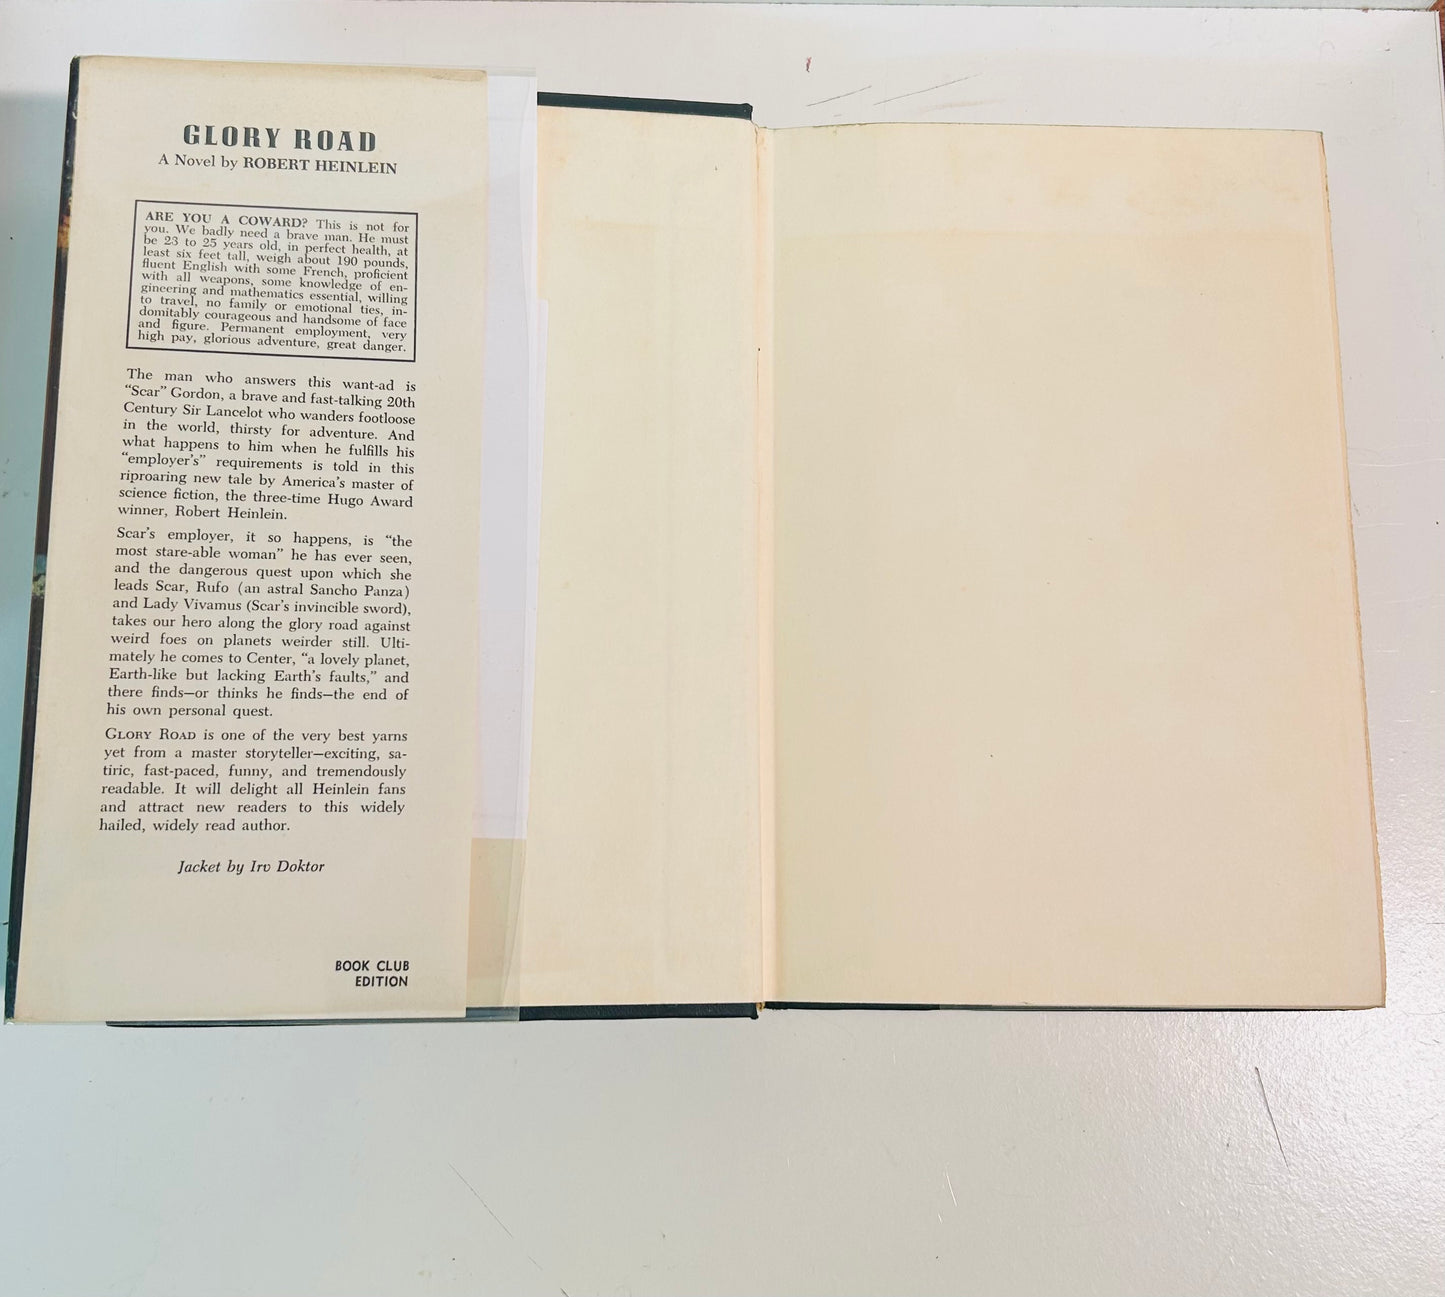 GLORY ROAD
A Novel by ROBERT HEINLEIN
ARE YOU A COWARD? This is not for
you. We badly need a brave man. He must
be 23 to 25 years old, in perfect health, at
least six feet tall, weigh about 190 pounds,
fluent English with some French, proficient
with all weapons, some knowledge of en-
gineering and mathematics essential, willing
to travel, no family or emotional ties, in-
domitably courageous and handsome of face
and figure. Permanent employment, very
high pay, glorious adventure, great danger.
The man who answers this want-ad is
“Scar” Gordon, a brave and fast-talking 20th
Century Sir Lancelot who wanders footloose
in the world, thirsty for adventure. And
what happens to him when he fulfills his
“employer’s” requirements is told in this
riproaring new tale by America’s master of
science fiction, the three-time Hugo Award
winner, Robert Heinlein.
Scar’s employer, it so happens, is “the
most stare-able woman” he has ever seen,
and the dangerous quest upon which she
leads Scar, Rufo (an astral Sancho Panza)
and Lady Vivamus (Scar’s invincible sword),
takes our hero along the glory road against
weird foes on planets weirder still. Ulti-
mately he comes to Center, “a lovely planet,
Earth-like but lacking Earth’s faults,” and
there finds—or thinks he finds—the end of
his own personal quest.
GLORY ROAD is one of the very best yarns
yet from a master storyteller—exciting, sa-
tiric, fast-paced, funny, and tremendously
readable. It will delight all Heinlein fans
and attract new readers to this widely
hailed, widely read author.
Jacket by Irv Doktor
BOOK CLUB
EDITION